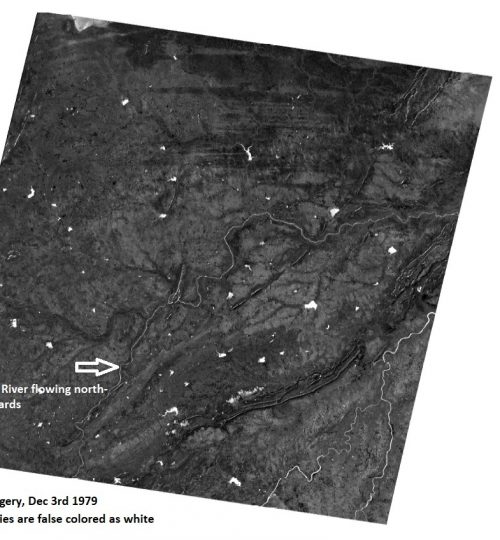 River flowing north-
ards
gery, Dec 3rd 1979
ies are false colored as white